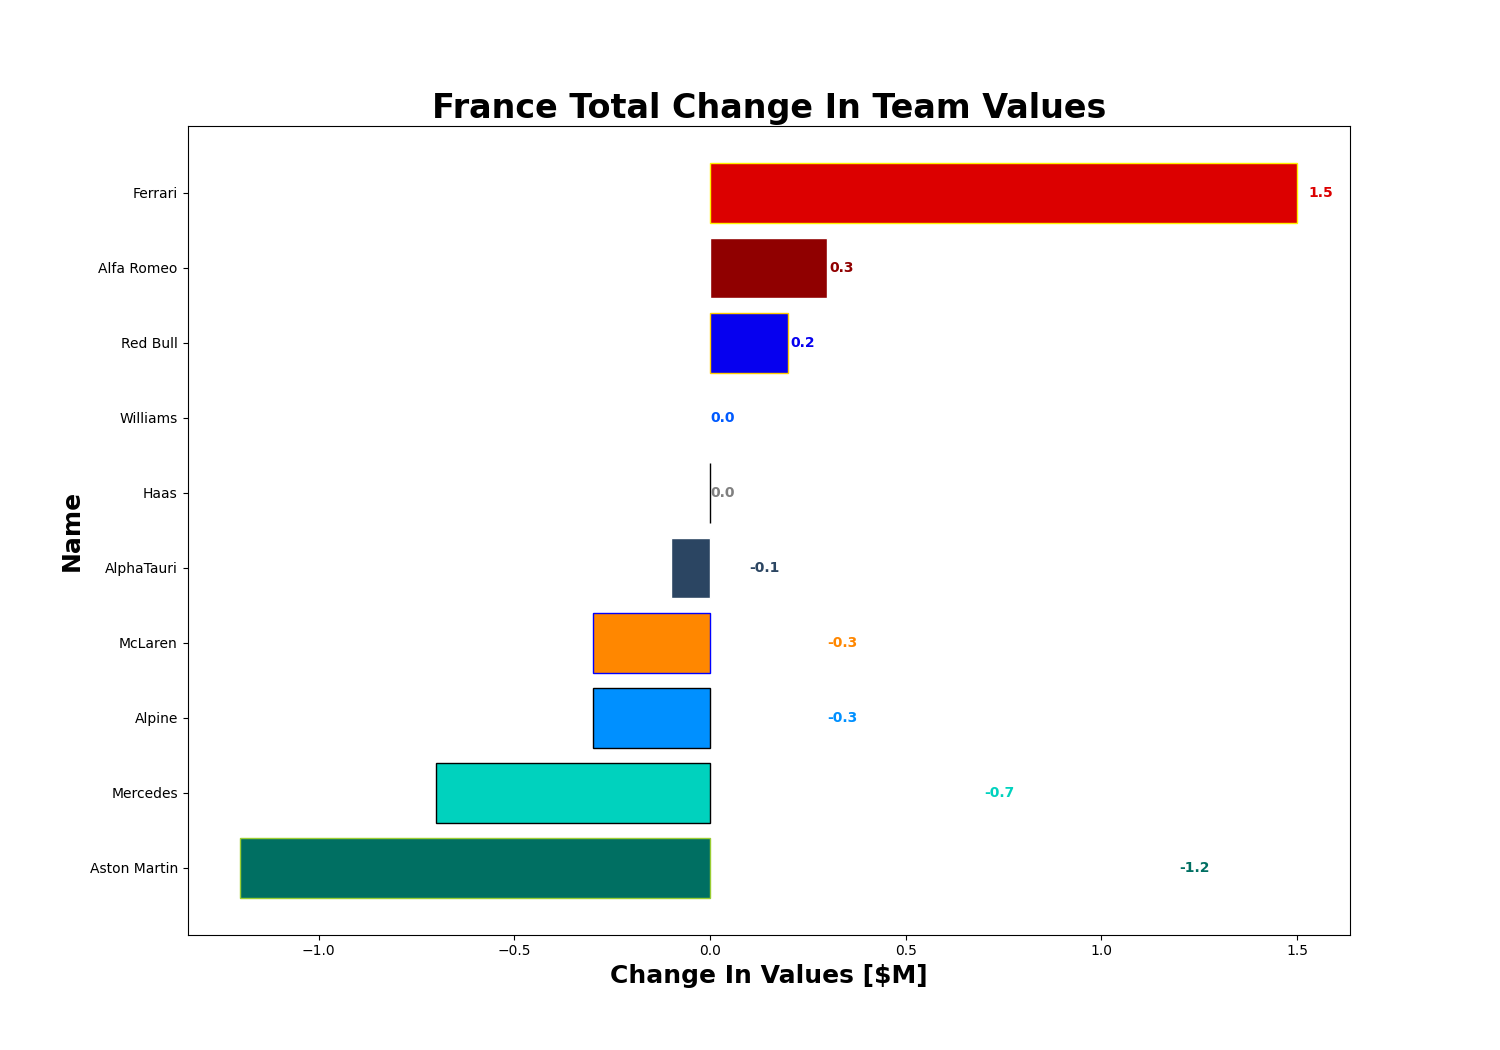 France Total Change In Team Values
Ferrari 1.5
Alfa Romeo 0.3
Red Bull 0.2
Williams 0.0
Haas 0.0
AlphaTauri -0.1
McLaren -0.3
Alpine -0.3
Mercedes -0.7
Aston Martin -1.2
Name
−1.0 −0.5 0.0 0.5 1.0 1.5
Change In Values [$M]